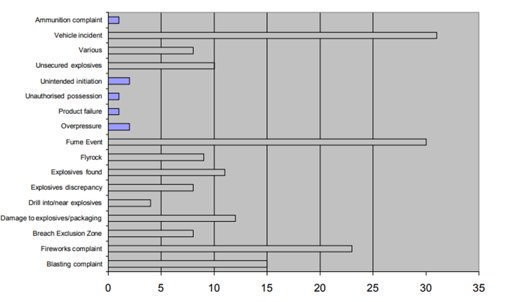 Ammunition complaint
Vehicle incident
Various
Unsecured explosives
Unintended initiation
Unauthorised possession
Product failure
Overpressure
Fume Event
Flyrock
Explosives found
Explosives discrepancy
Drill into/near explosives
Damage to explosives/packaging
Breach Exclusion Zone
Fireworks complaint
Blasting complaint
0 5 10 15 20 25 30 35